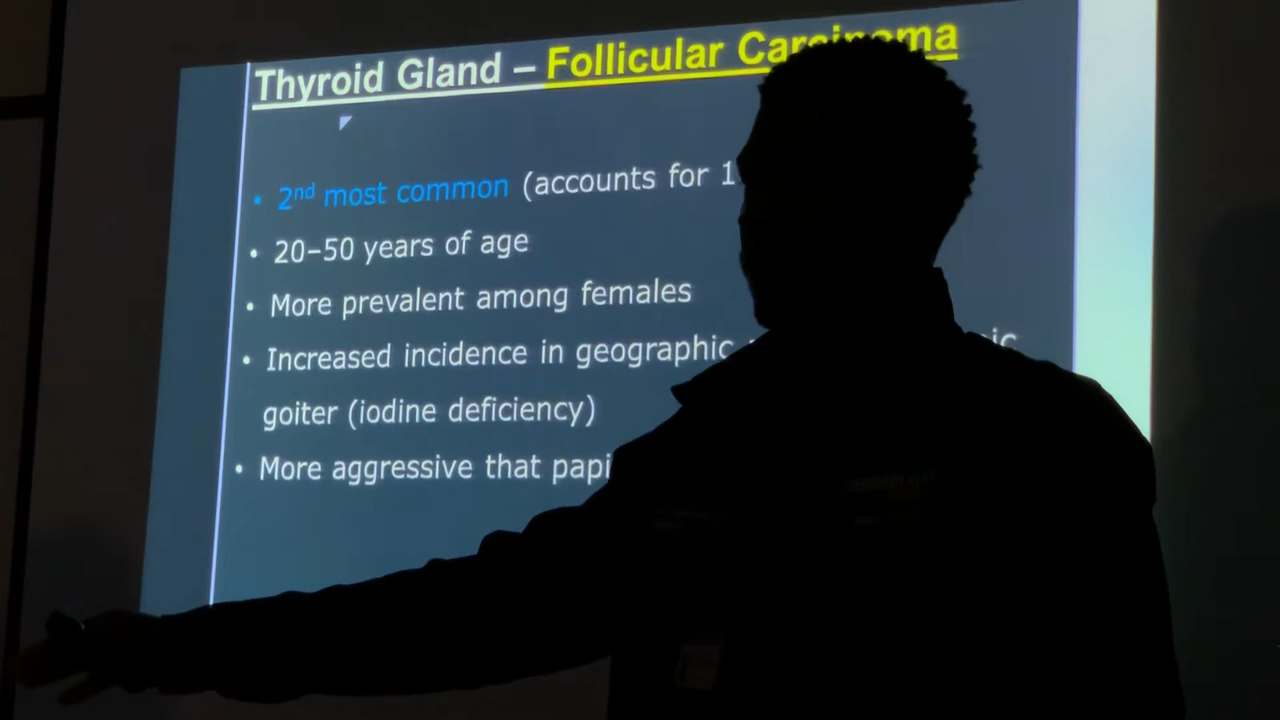 Thyroid Gland – Follicular Carcinoma
• 2nd most common (accounts for 1
• 20–50 years of age
• More prevalent among females
• Increased incidence in geographic
goiter (iodine deficiency)
• More aggressive that